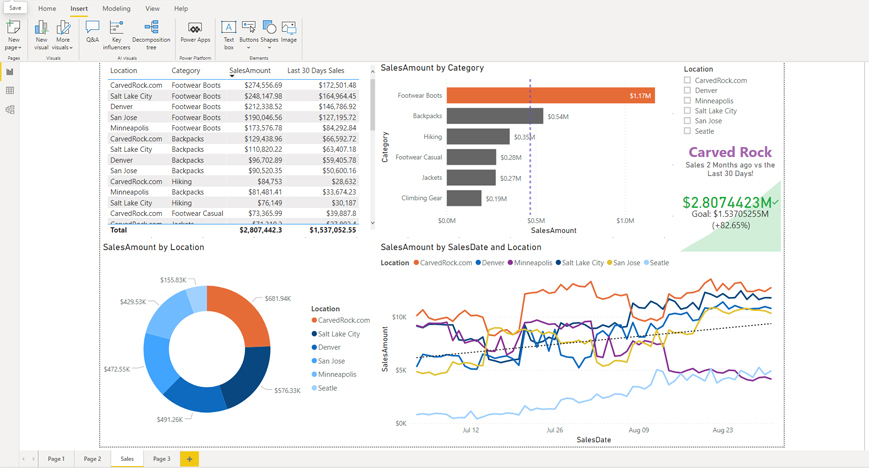 Save
Home Insert Modeling View Help
New page
New visual
More visuals
Q&A
Key influencers
Decomposition tree
Power Apps
Text box
Buttons
Shapes
Image
Pages Visuals AI visuals Power Platform Elements
Location Category SalesAmount Last 30 Days Sales
CarvedRock.com Footwear Boots $274,556.69 $172,501.48
Salt Lake City Footwear Boots $248,147.98 $164,964.45
Denver Footwear Boots $212,338.52 $146,786.92
San Jose Footwear Boots $190,046.56 $127,195.72
Minneapolis Footwear Boots $173,576.78 $84,292.84
CarvedRock.com Backpacks $129,438.96 $66,592.72
Salt Lake City Backpacks $110,820.22 $63,407.18
Denver Backpacks $96,702.89 $59,405.78
San Jose Backpacks $90,520.35 $50,600.16
CarvedRock.com Hiking $84,753 $28,632
Minneapolis Backpacks $81,481.41 $33,674.23
Salt Lake City Hiking $76,149 $30,187
CarvedRock.com Footwear Casual $73,365.99 $39,887.8
Total $2,807,442.3 $1,537,052.55
SalesAmount by Category
Category
Footwear Boots $1.17M
Backpacks $0.54M
Hiking $0.35M
Footwear Casual $0.28M
Jackets $0.27M
Climbing Gear $0.19M
$0.0M $0.5M $1.0M
SalesAmount
Location
CarvedRock.com
Denver
Minneapolis
Salt Lake City
San Jose
Seatle
Carved Rock
Sales 2 Months ago vs the
Last 30 Days!
$2.8074423M
Goal: $1.53705255M
(+82.65%)
SalesAmount by Location
$155.83K
$681.94K
$429.53K
$472.55K
$576.33K
$491.26K
Location
CarvedRock.com
Salt Lake City
Denver
San Jose
Minneapolis
Seatle
SalesAmount by SalesDate and Location
Location CarvedRock.com Denver Minneapolis Salt Lake City San Jose Seatle
SalesAmount
$10K
$5K
$0K
Jul 12 Jul 26 Aug 09 Aug 23
SalesDate
Page 1 Page 2 Sales Page 3 +